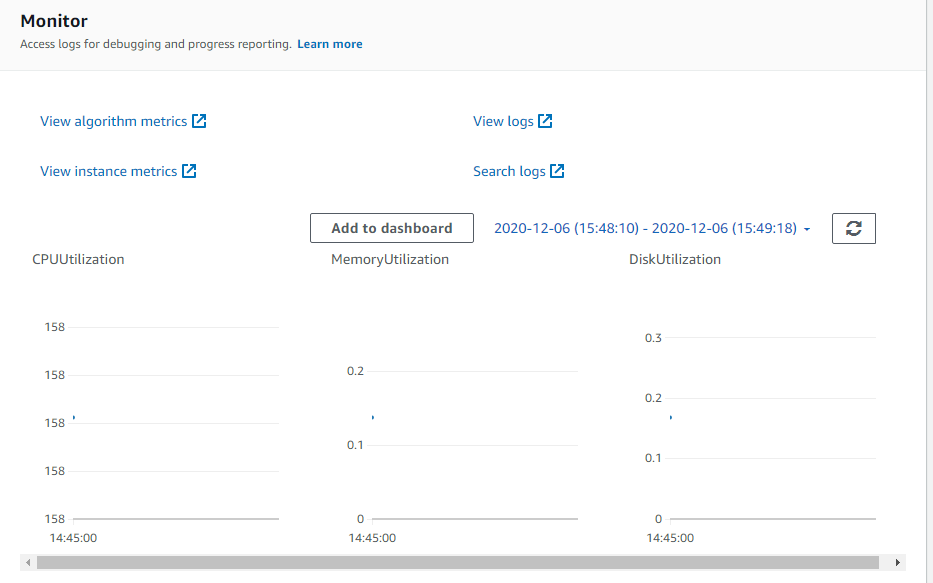 Monitor
Access logs for debugging and progress reporting. Learn more
View algorithm metrics
View logs
View instance metrics
Search logs
Add to dashboard
2020-12-06 (15:48:10) - 2020-12-06 (15:49:18)
CPUUtilization
158
158
158
158
158
14:45:00
MemoryUtilization
0.2
0.1
0
14:45:00
DiskUtilization
0.3
0.2
0.1
0
14:45:00